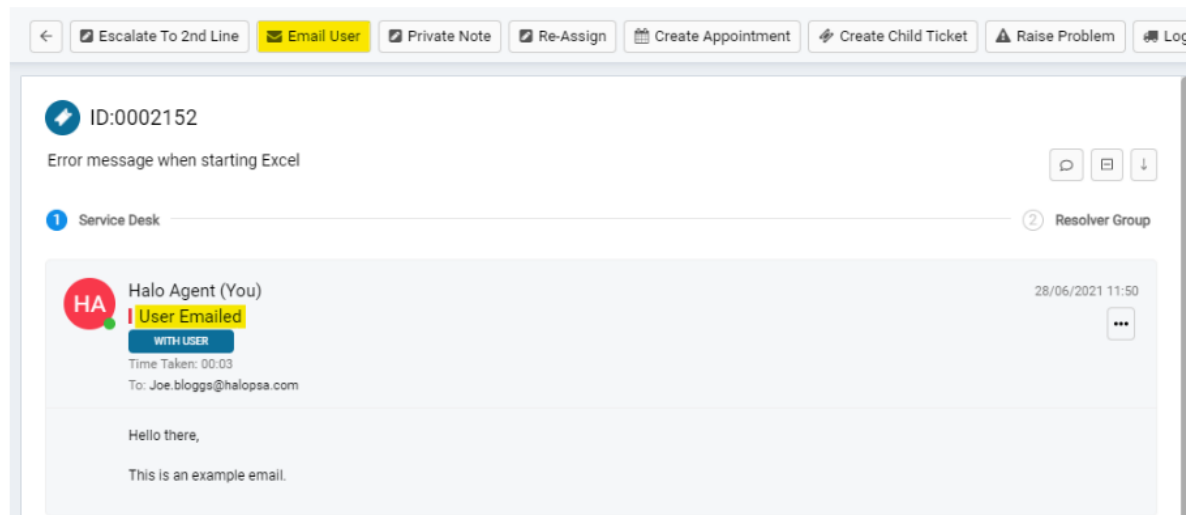 Escalate To 2nd Line Email User Private Note Re-Assign Create Appointment Create Child Ticket Raise Problem Log
ID:0002152
Error message when starting Excel
1 Service Desk 2 Resolver Group
HA
Halo Agent (You) 28/06/2021 11:50
User Emailed
WITH USER
Time Taken: 00:03
To: Joe.bloggs@halopsa.com
Hello there,
This is an example email.